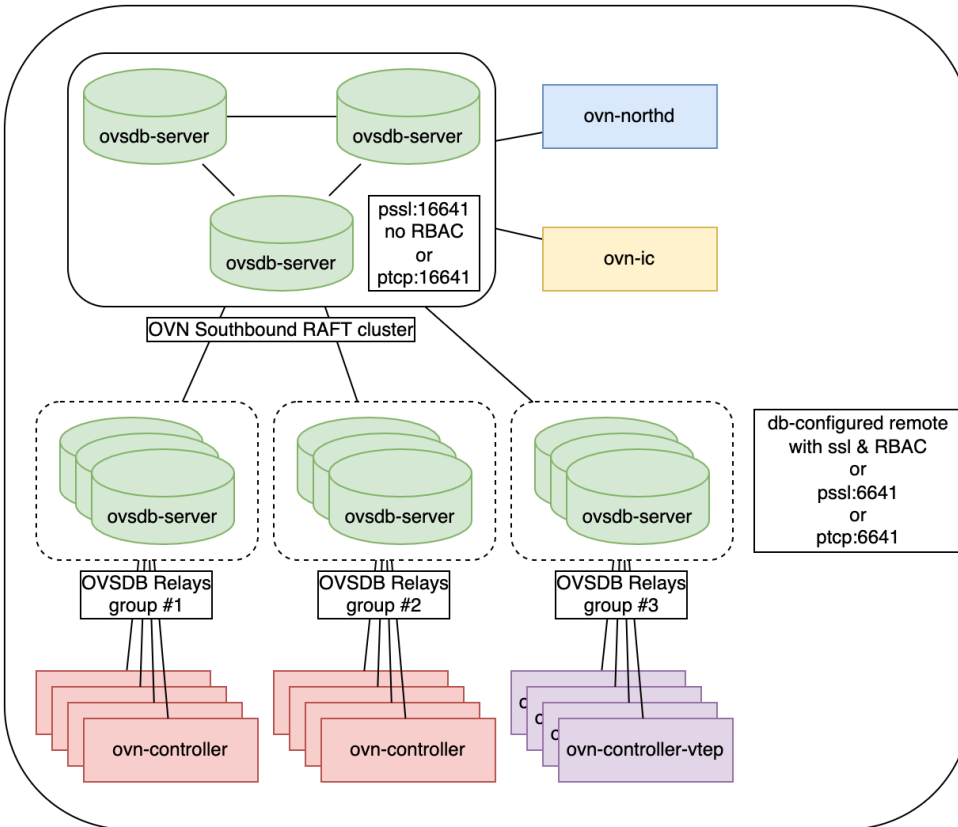 ovsdb-server
ovsdb-server
ovn-northd
ovsdb-server
pssl:16641
no RBAC
or
ptcp:16641
ovn-ic
OVN Southbound RAFT cluster
ovsdb-server
ovsdb-server
ovsdb-server
db-configured remote
with ssl & RBAC
or
pssl:6641
or
ptcp:6641
OVSDB Relays
group #1
OVSDB Relays
group #2
OVSDB Relays
group #3
ovn-controller
ovn-controller
ovn-controller-vtep